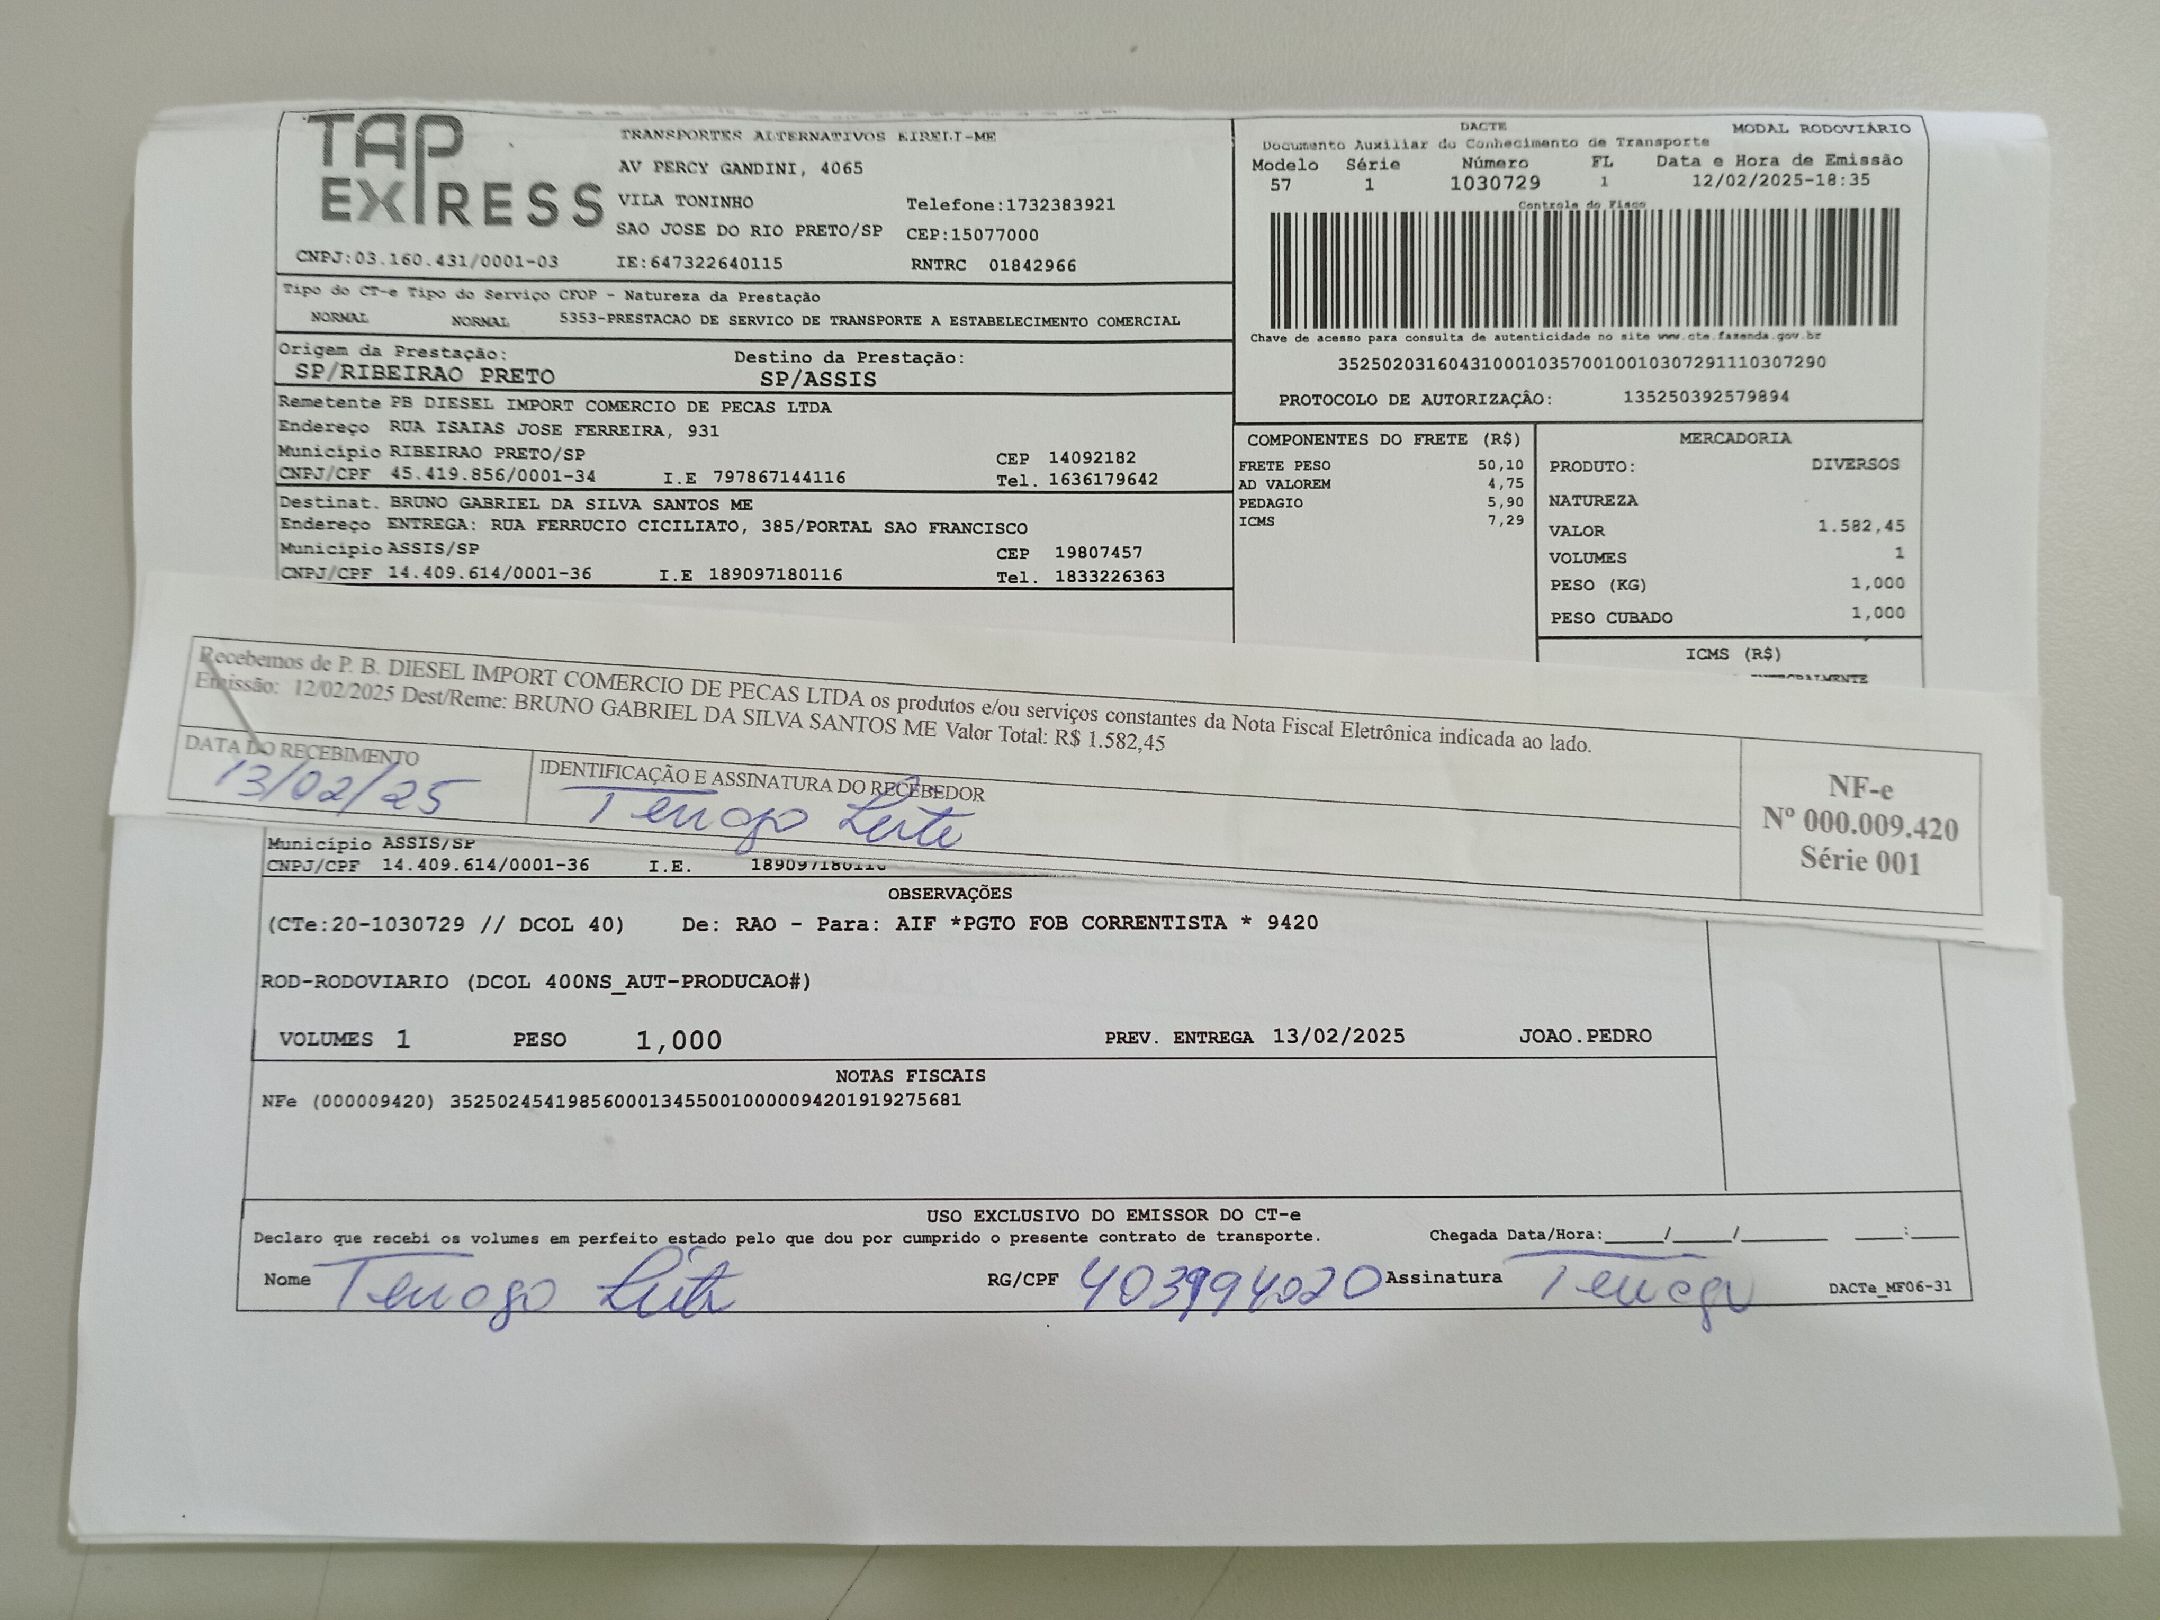 TAP EXPRESS
TRANSPORTES ALTERNATIVOS EIRELI-ME
AV PERCY GANDINI, 4065
VILA TONINHO Telefone:1732383921
SAO JOSE DO RIO PRETO/SP CEP:15077000
CNPJ:03.160.431/0001-03 IE:647322640115 RNTRC 01842966
DACTE MODAL RODOVIÁRIO
Documento Auxiliar do Conhecimento de Transporte
Modelo Série Número FL Data e Hora de Emissão
57 1 1030729 1 12/02/2025-18:35
Controle do Fisco
Chave de acesso para consulta de autenticidade no site www.cte.fazenda.gov.br
35250203160431000103570010010307291110307290
PROTOCOLO DE AUTORIZAÇÃO: 135250392579894
Tipo do CT-e Tipo do Serviço CFOP - Natureza da Prestação
NORMAL NORMAL 5353-PRESTACAO DE SERVICO DE TRANSPORTE A ESTABELECIMENTO COMERCIAL
Origem da Prestação: Destino da Prestação:
SP/RIBEIRAO PRETO SP/ASSIS
Remetente PB DIESEL IMPORT COMERCIO DE PECAS LTDA
Endereço RUA ISAIAS JOSE FERREIRA, 931
Município RIBEIRAO PRETO/SP CEP 14092182
CNPJ/CPF 45.419.856/0001-34 I.E 797867144116 Tel. 1636179642
Destinat. BRUNO GABRIEL DA SILVA SANTOS ME
Endereço ENTREGA: RUA FERRUCIO CICILIATO, 385/PORTAL SAO FRANCISCO
Município ASSIS/SP CEP 19807457
CNPJ/CPF 14.409.614/0001-36 I.E 189097180116 Tel. 1833226363
COMPONENTES DO FRETE (R$)
FRETE PESO 50,10
AD VALOREM 4,75
PEDAGIO 5,90
ICMS 7,29
MERCADORIA
PRODUTO: DIVERSOS
NATUREZA
VALOR 1.582,45
VOLUMES 1
PESO (KG) 1,000
PESO CUBADO 1,000
ICMS (R$)
Recebemos de P. B. DIESEL IMPORT COMERCIO DE PECAS LTDA os produtos e/ou serviços constantes da Nota Fiscal Eletrônica indicada ao lado.
Emissão: 12/02/2025 Dest/Reme: BRUNO GABRIEL DA SILVA SANTOS ME Valor Total: R$ 1.582,45
DATA DO RECEBIMENTO IDENTIFICAÇÃO E ASSINATURA DO RECEBEDOR
13/02/25
NF-e
Nº 000.009.420
Série 001
Município ASSIS/SP
CNPJ/CPF 14.409.614/0001-36 I.E. 189097180116
OBSERVAÇÕES
(CTe:20-1030729 // DCOL 40) De: RAO - Para: AIF *PGTO FOB CORRENTISTA * 9420
ROD-RODOVIARIO (DCOL 400NS_AUT-PRODUCAO#)
VOLUMES 1 PESO 1,000 PREV. ENTREGA 13/02/2025 JOAO.PEDRO
NOTAS FISCAIS
NFe (000009420) 35250245419856000134550010000094201919275681
USO EXCLUSIVO DO EMISSOR DO CT-e
Declaro que recebi os volumes em perfeito estado pelo que dou por cumprido o presente contrato de transporte. Chegada Data/Hora:____/____/______ ___:___
Nome RG/CPF Assinatura DACTe_MF06-31